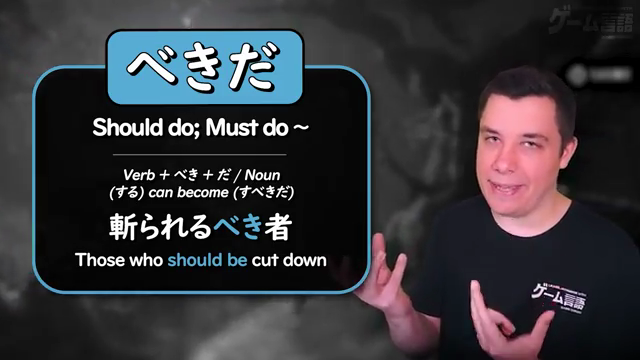 べきだ
Should do; Must do ~
Verb + べき + だ / Noun
(する) can become (すべきだ)
斬られるべき者
Those who should be cut down
ゲーム言語
ゲーム言語